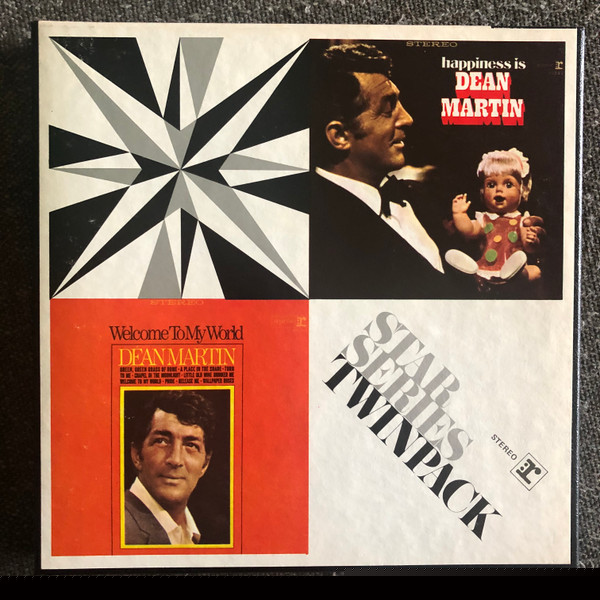 STEREO
happiness is
DEAN
MARTIN
r
STEREO
Welcome To My World
DEAN MARTIN
GREEN, GREEN GRASS OF HOME • A PLACE IN THE SHADE • TURN
TO ME • CHAPEL IN THE MOONLIGHT • LITTLE OLE WINE DRINKER ME
WELCOME TO MY WORLD • PRIDE • RELEASE ME • WALLPAPER ROSES
STAR
SERIES
TWINPACK
STEREO
r